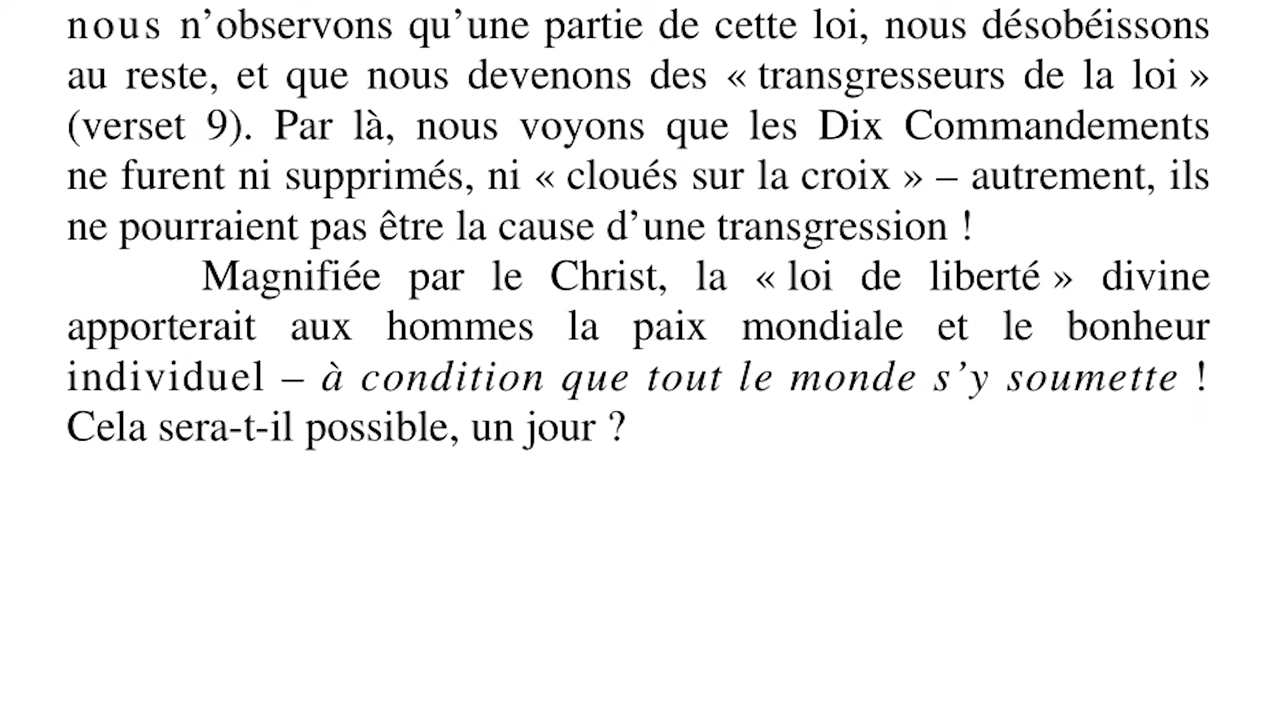 nous n’observons qu’une partie de cette loi, nous désobéissons
au reste, et que nous devenons des « transgresseurs de la loi »
(verset 9). Par là, nous voyons que les Dix Commandements
ne furent ni supprimés, ni « cloués sur la croix » – autrement, ils
ne pourraient pas être la cause d’une transgression !
Magnifiée par le Christ, la « loi de liberté » divine
apporterait aux hommes la paix mondiale et le bonheur
individuel – à condition que tout le monde s’y soumette !
Cela sera-t-il possible, un jour ?